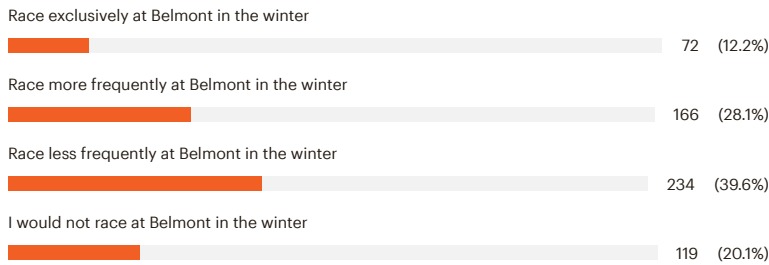 Race exclusively at Belmont in the winter
72 (12.2%)
Race more frequently at Belmont in the winter
166 (28.1%)
Race less frequently at Belmont in the winter
234 (39.6%)
I would not race at Belmont in the winter
119 (20.1%)